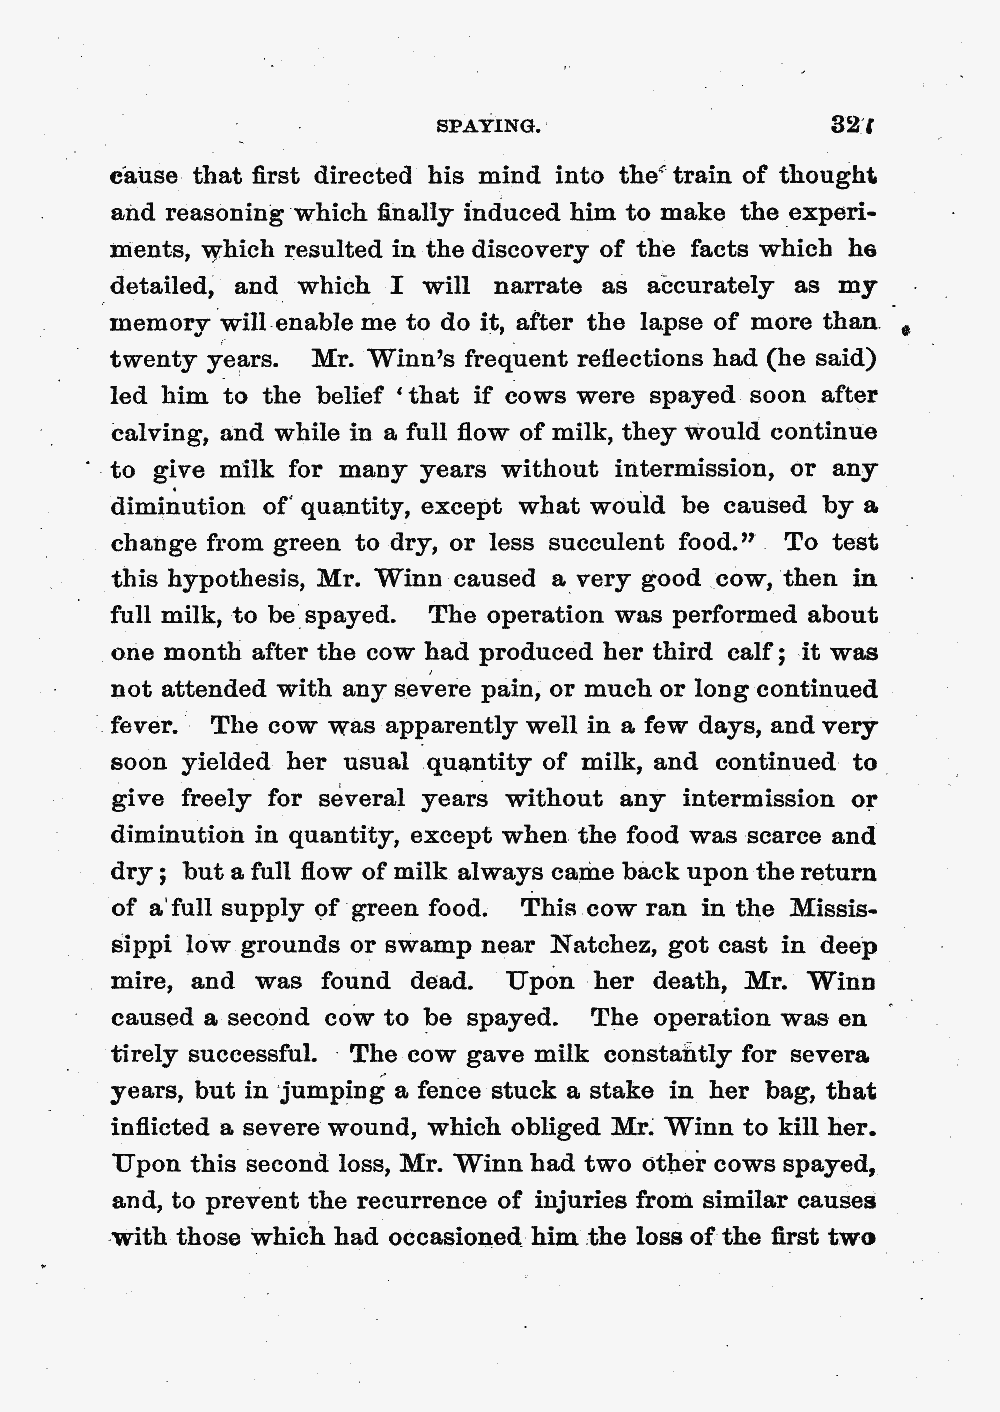 SPAYING. 327
cause that first directed his mind into the train of thought
and reasoning which finally induced him to make the experi-
ments, which resulted in the discovery of the facts which he
detailed, and which I will narrate as accurately as my
memory will enable me to do it, after the lapse of more than
twenty years. Mr. Winn's frequent reflections had (he said)
led him to the belief ‘that if cows were spayed soon after
calving, and while in a full flow of milk, they would continue
to give milk for many years without intermission, or any
diminution of quantity, except what would be caused by a
change from green to dry, or less succulent food.” To test
this hypothesis, Mr. Winn caused a very good cow, then in
full milk, to be spayed. The operation was performed about
one month after the cow had produced her third calf; it was
not attended with any severe pain, or much or long continued
fever. The cow was apparently well in a few days, and very
soon yielded her usual quantity of milk, and continued to
give freely for several years without any intermission or
diminution in quantity, except when the food was scarce and
dry; but a full flow of milk always came back upon the return
of a full supply of green food. This cow ran in the Missis-
sippi low grounds or swamp near Natchez, got cast in deep
mire, and was found dead. Upon her death, Mr. Winn
caused a second cow to be spayed. The operation was en
tirely successful. The cow gave milk constantly for severa
years, but in jumping a fence stuck a stake in her bag, that
inflicted a severe wound, which obliged Mr. Winn to kill her.
Upon this second loss, Mr. Winn had two other cows spayed,
and, to prevent the recurrence of injuries from similar causes
with those which had occasioned him the loss of the first two